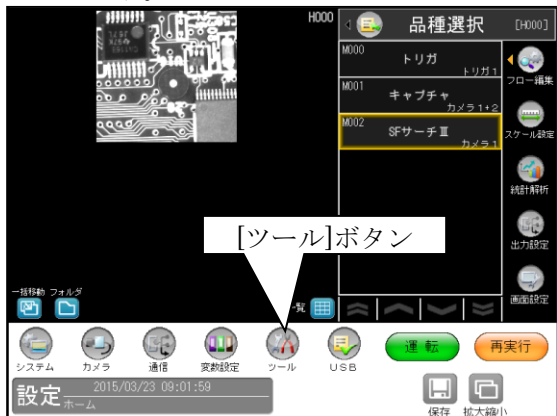 H000
品種選択
[H000]
M000
トリガ
トリガ1
フロー編集
M001
キャプチャ
カメラ1+2
M002
SFサーチⅢ
カメラ1
スケール設定
統計解析
出力設定
画面設定
[ツール]ボタン
一括移動 フォルダ
覧
システム
カメラ
通信
変数設定
ツール
USB
運転
再実行
設定
2015/03/23 09:01:59
ホーム
保存
拡大縮小